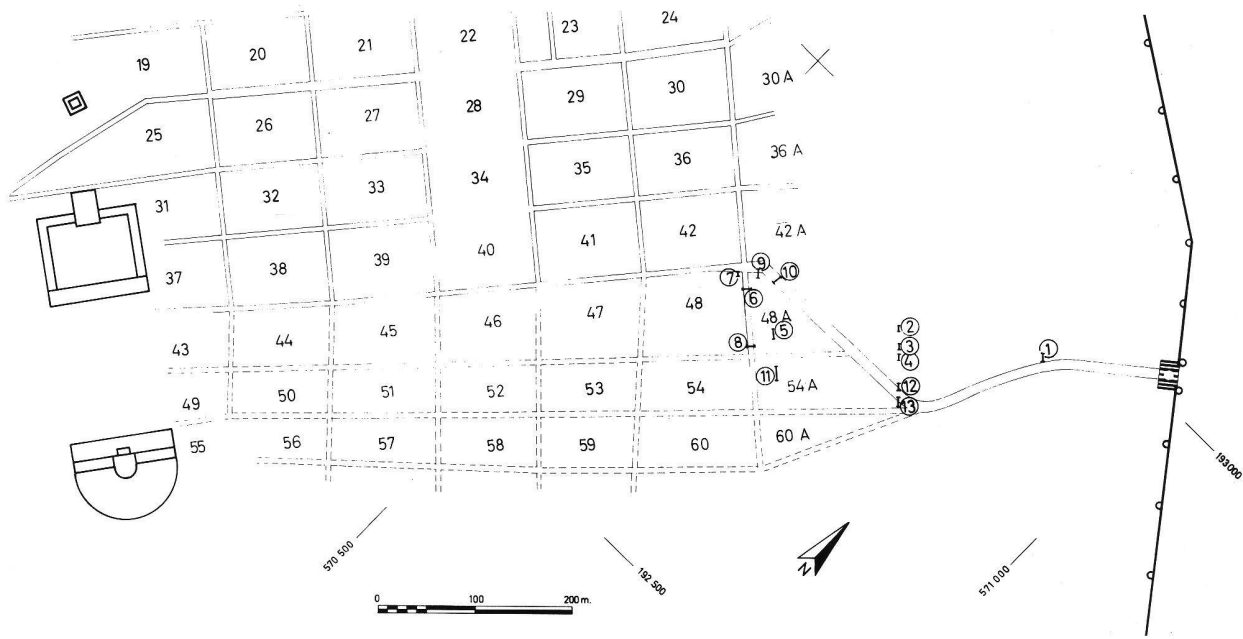 19 20 21 22 23 24
25 26 27 28 29 30 30 A
31 32 33 34 35 36 36 A
37 38 39 40 41 42 42 A
43 44 45 46 47 48 48 A
49 50 51 52 53 54 54 A
55 56 57 58 59 60 60 A
7 9 10
6
8 5
11
2
3
4
12
13
1
570 500
192 500
571 000
193 000
N
0 100 200 m.